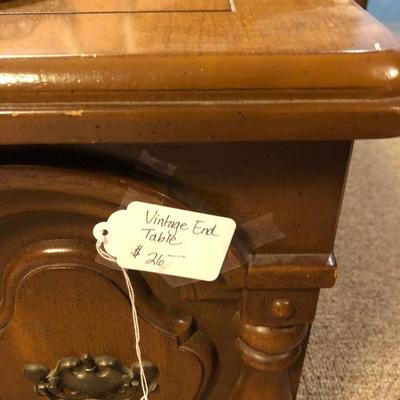 Vintage End
Table
$ 26—